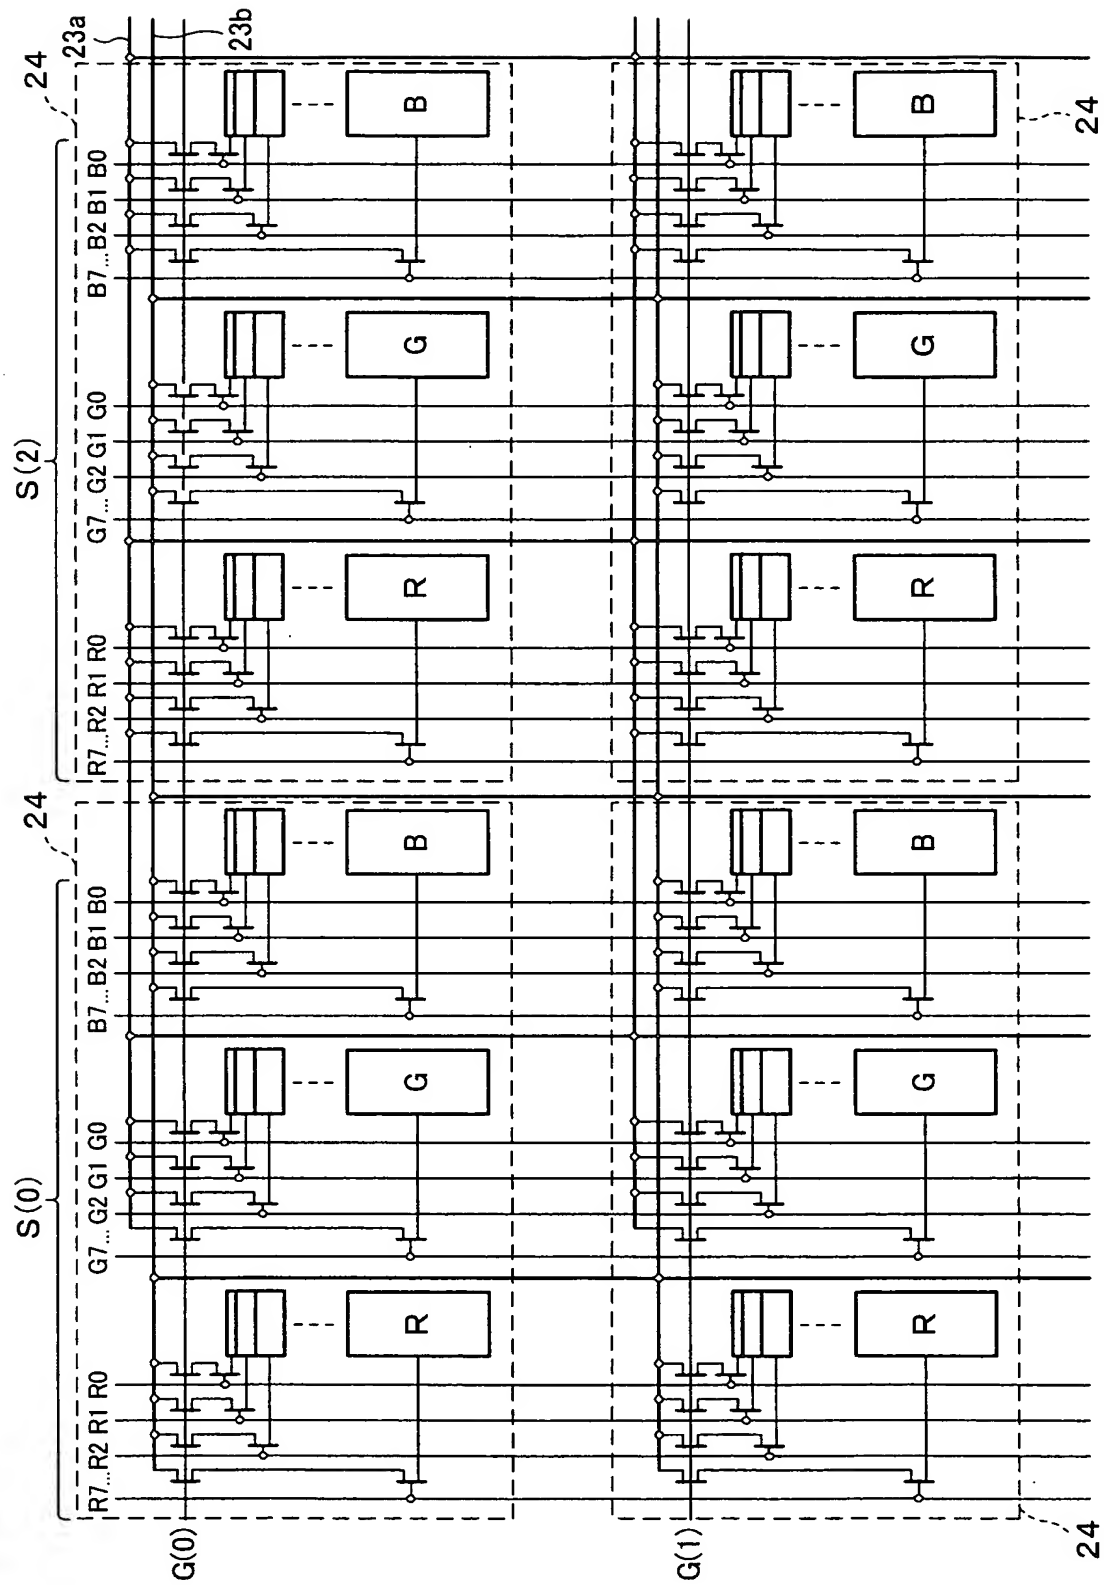 S(0) S(2)
24 24
R7...R2 R1 R0 G7...G2 G1 G0 B7...B2 B1 B0 R7...R2 R1 R0 G7...G2 G1 G0 B7...B2 B1 B0
23a
23b
G(0)
R G B R G B
G(1)
R G B R G B
24 24